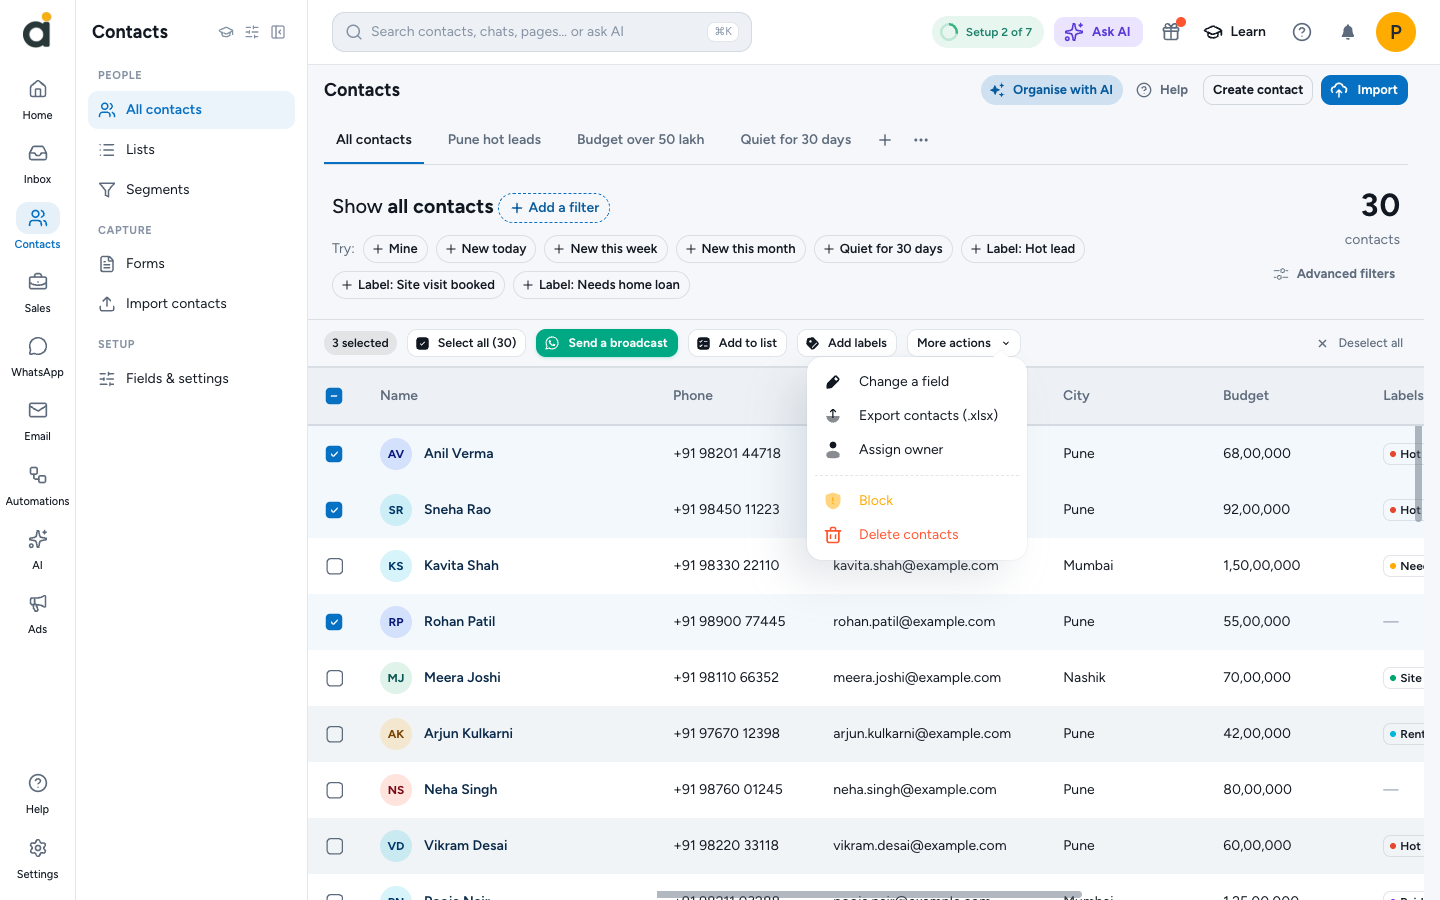 Contacts
Search contacts, chats, pages... or ask AI
⌘K
Setup 2 of 7
Ask AI
Learn
P
Home
Inbox
Contacts
Sales
WhatsApp
Email
Automations
AI
Ads
Help
Settings
PEOPLE
All contacts
Lists
Segments
CAPTURE
Forms
Import contacts
SETUP
Fields & settings
Contacts
Organise with AI
Help
Create contact
Import
All contacts
Pune hot leads
Budget over 50 lakh
Quiet for 30 days
Show all contacts
Add a filter
30
contacts
Try:
Mine
New today
New this week
New this month
Quiet for 30 days
Label: Hot lead
Label: Site visit booked
Label: Needs home loan
Advanced filters
3 selected
Select all (30)
Send a broadcast
Add to list
Add labels
More actions
Deselect all
Change a field
Export contacts (.xlsx)
Assign owner
Block
Delete contacts
Name Phone City Budget Labels
AV Anil Verma +91 98201 44718 Pune 68,00,000 Hot
SR Sneha Rao +91 98450 11223 Pune 92,00,000 Hot
KS Kavita Shah +91 98330 22110 kavita.shah@example.com Mumbai 1,50,00,000
RP Rohan Patil +91 98900 77445 rohan.patil@example.com Pune 55,00,000 —
MJ Meera Joshi +91 98110 66352 meera.joshi@example.com Nashik 70,00,000 Site
AK Arjun Kulkarni +91 97670 12398 arjun.kulkarni@example.com Pune 42,00,000 Rent
NS Neha Singh +91 98760 01245 neha.singh@example.com Pune 80,00,000 —
VD Vikram Desai +91 98220 33118 vikram.desai@example.com Pune 60,00,000 Hot